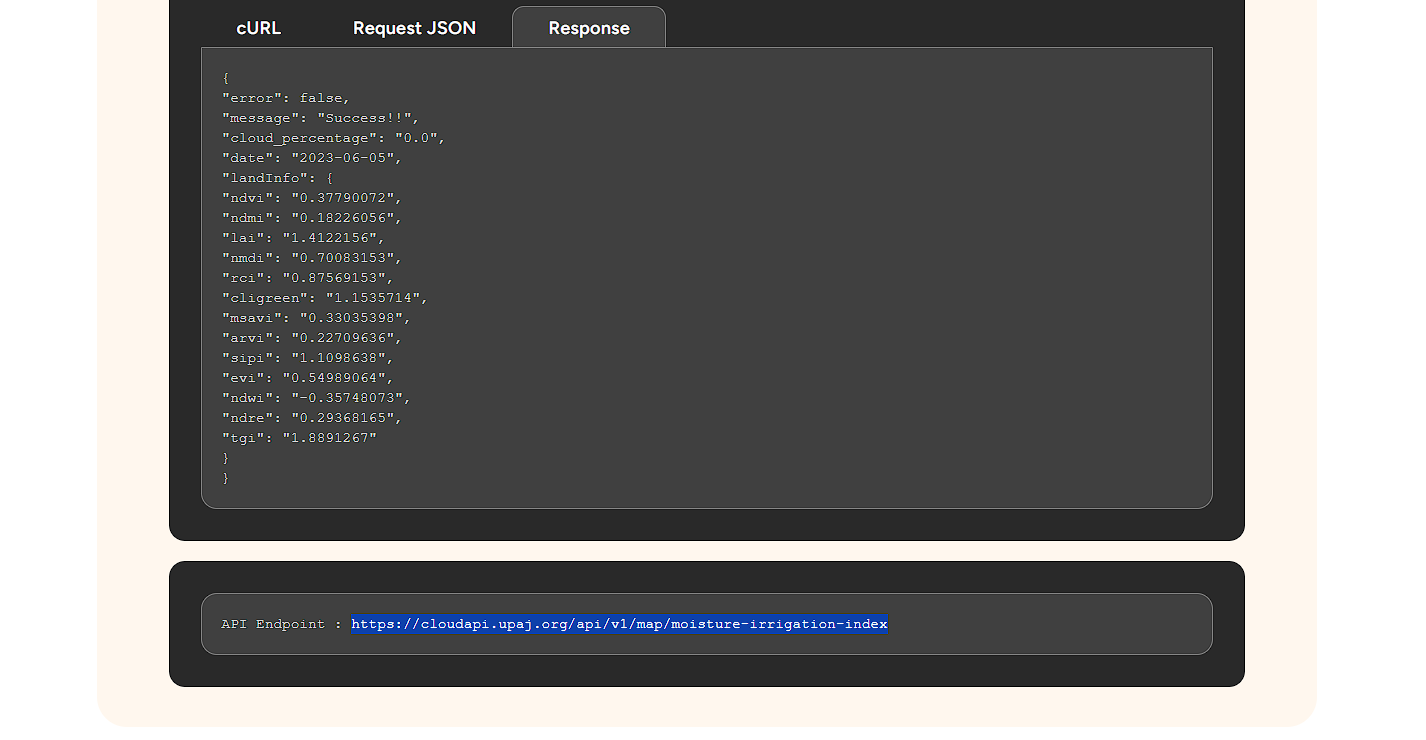 cURL Request JSON Response
{
"error": false,
"message": "Success!!",
"cloud_percentage": "0.0",
"date": "2023-06-05",
"landInfo": {
"ndvi": "0.37790072",
"ndmi": "0.18226056",
"lai": "1.4122156",
"nmdi": "0.70083153",
"rci": "0.87569153",
"cligreen": "1.1535714",
"msavi": "0.33035398",
"arvi": "0.22709636",
"sipi": "1.1098638",
"evi": "0.54989064",
"ndwi": "-0.35748073",
"ndre": "0.29368165",
"tgi": "1.8891267"
}
}
API Endpoint : https://cloudapi.upaj.org/api/v1/map/moisture-irrigation-index